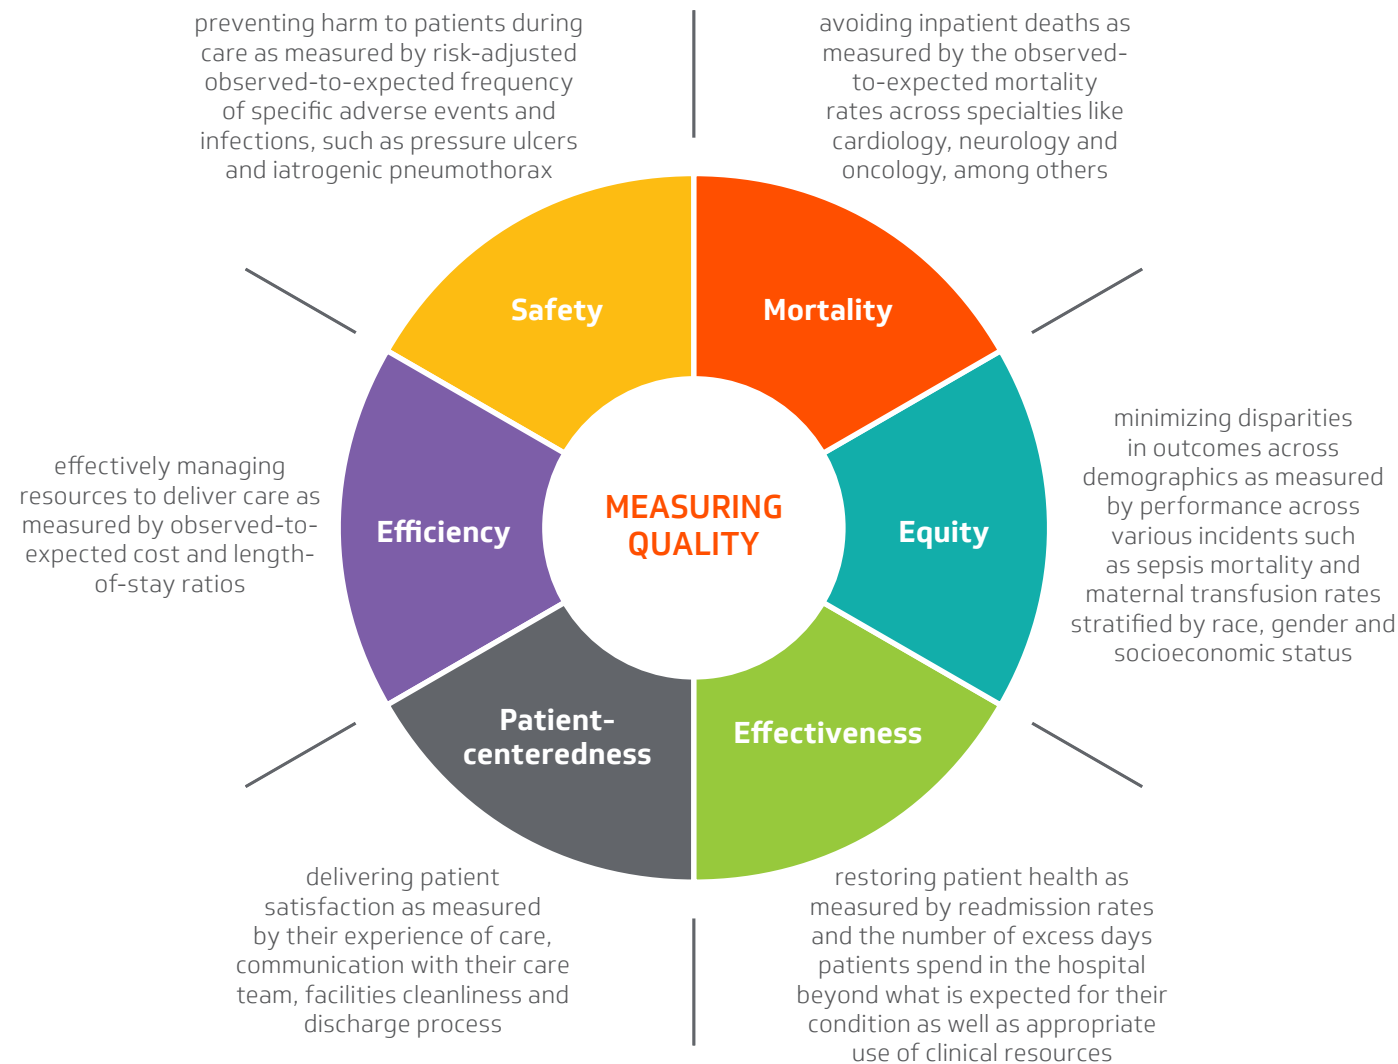 preventing harm to patients during
care as measured by risk-adjusted
observed-to-expected frequency
of specific adverse events and
infections, such as pressure ulcers
and iatrogenic pneumothorax
avoiding inpatient deaths as
measured by the observed-
to-expected mortality
rates across specialties like
cardiology, neurology and
oncology, among others
Safety
Mortality
effectively managing
resources to deliver care as
measured by observed-to-
expected cost and length-
of-stay ratios
Efficiency
MEASURING
QUALITY
Equity
minimizing disparities
in outcomes across
demographics as measured
by performance across
various incidents such
as sepsis mortality and
maternal transfusion rates
stratified by race, gender and
socioeconomic status
Patient-
centeredness
Effectiveness
delivering patient
satisfaction as measured
by their experience of care,
communication with their care
team, facilities cleanliness and
discharge process
restoring patient health as
measured by readmission rates
and the number of excess days
patients spend in the hospital
beyond what is expected for their
condition as well as appropriate
use of clinical resources